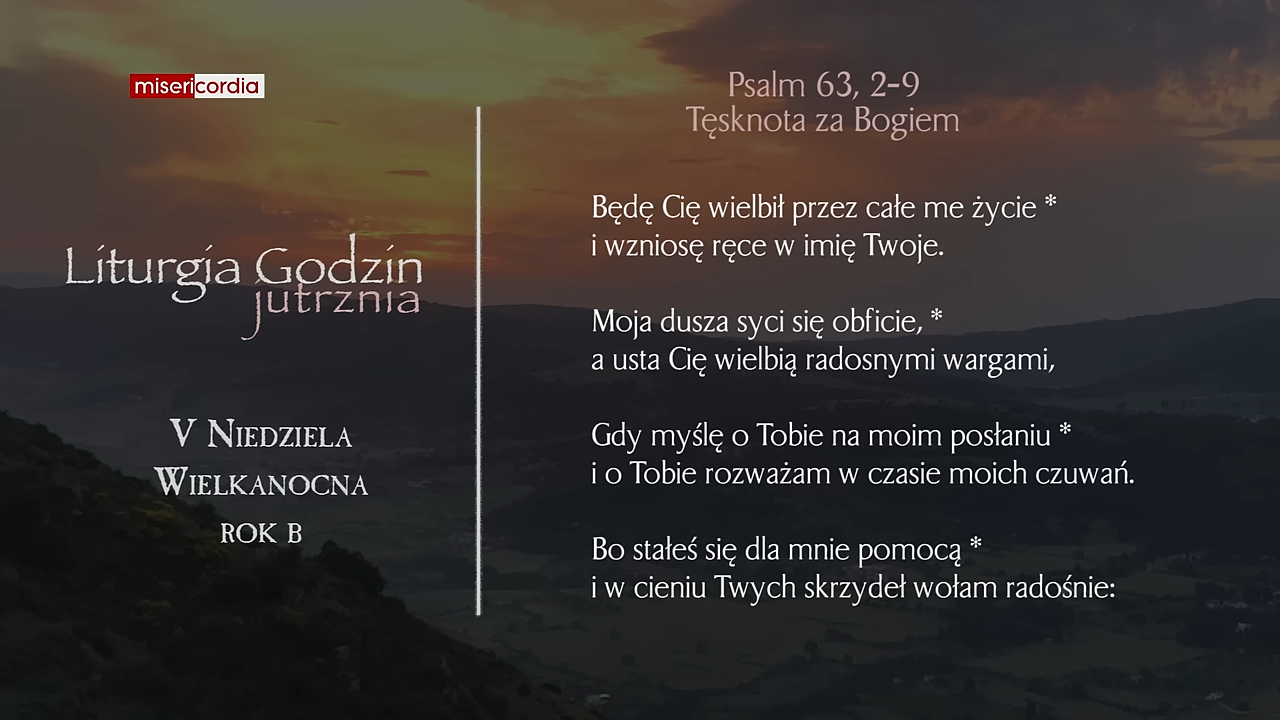 misericordia
Liturgia Godzin
jutrznia
V Niedziela
Wielkanocna
rok B
Psalm 63, 2-9
Tęsknota za Bogiem
Będę Cię wielbił przez całe me życie *
i wzniosę ręce w imię Twoje.
Moja dusza syci się obficie, *
a usta Cię wielbią radosnymi wargami,
Gdy myślę o Tobie na moim posłaniu *
i o Tobie rozważam w czasie moich czuwań.
Bo stałeś się dla mnie pomocą *
i w cieniu Twych skrzydeł wołam radośnie: